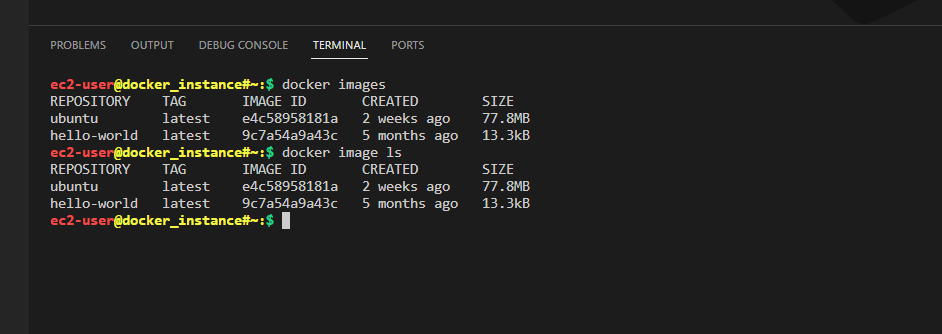 PROBLEMS OUTPUT DEBUG CONSOLE TERMINAL PORTS
ec2-user@docker_instance#~:$ docker images
REPOSITORY    TAG       IMAGE ID       CREATED        SIZE
ubuntu        latest    e4c58958181a   2 weeks ago    77.8MB
hello-world   latest    9c7a54a9a43c   5 months ago   13.3kB
ec2-user@docker_instance#~:$ docker image ls
REPOSITORY    TAG       IMAGE ID       CREATED        SIZE
ubuntu        latest    e4c58958181a   2 weeks ago    77.8MB
hello-world   latest    9c7a54a9a43c   5 months ago   13.3kB
ec2-user@docker_instance#~:$